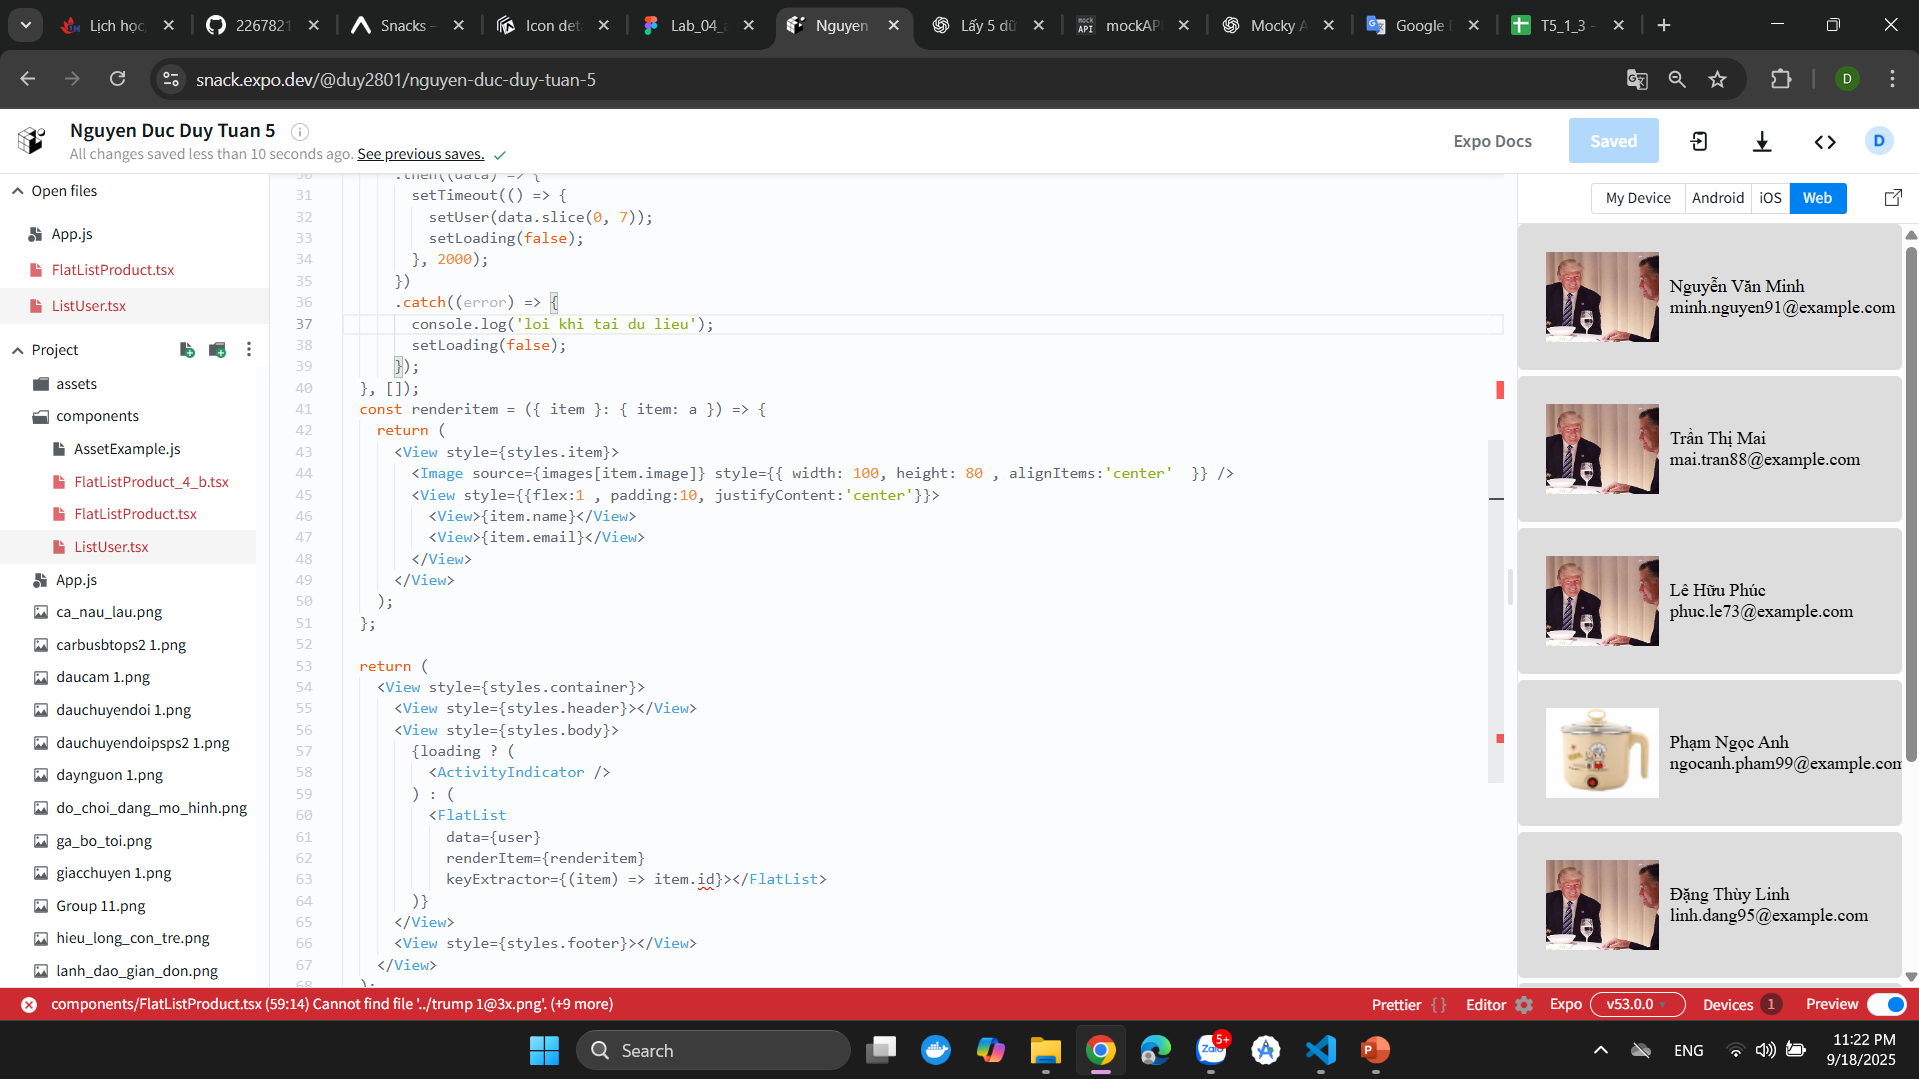 Lịch học,
2267821
Snacks -
Icon det
Lab_04_
Nguyen
Lấy 5 dữ
mock API
mockAPI
Mocky A
Google
T5_1_3 -
snack.expo.dev/@duy2801/nguyen-duc-duy-tuan-5
D
Nguyen Duc Duy Tuan 5
All changes saved less than 10 seconds ago. See previous saves.
Expo Docs
Saved
D
Open files
App.js
FlatListProduct.tsx
ListUser.tsx
Project
assets
components
AssetExample.js
FlatListProduct_4_b.tsx
FlatListProduct.tsx
ListUser.tsx
App.js
ca_nau_lau.png
carbusbtops2 1.png
daucam 1.png
dauchuyendoi 1.png
dauchuyendoipsps2 1.png
daynguon 1.png
do_choi_dang_mo_hinh.png
ga_bo_toi.png
giacchuyen 1.png
Group 11.png
hieu_long_con_tre.png
lanh_dao_gian_don.png
30 .then((data) => {
31 setTimeout(() => {
32 setUser(data.slice(0, 7));
33 setLoading(false);
34 }, 2000);
35 })
36 .catch((error) => {
37 console.log('loi khi tai du lieu');
38 setLoading(false);
39 });
40 }, []);
41 const renderitem = ({ item }: { item: a }) => {
42 return (
43 <View style={styles.item}>
44 <Image source={images[item.image]} style={{ width: 100, height: 80 , alignItems:'center'  }} />
45 <View style={{flex:1 , padding:10, justifyContent:'center'}}>
46 <View>{item.name}</View>
47 <View>{item.email}</View>
48 </View>
49 </View>
50 );
51 };
52
53 return (
54 <View style={styles.container}>
55 <View style={styles.header}></View>
56 <View style={styles.body}>
57 {loading ? (
58 <ActivityIndicator />
59 ) : (
60 <FlatList
61 data={user}
62 renderItem={renderitem}
63 keyExtractor={(item) => item.id}></FlatList>
64 )}
65 </View>
66 <View style={styles.footer}></View>
67 </View>
68 );
My Device
Android
iOS
Web
Nguyễn Văn Minh
minh.nguyen91@example.com
Trần Thị Mai
mai.tran88@example.com
Lê Hữu Phúc
phuc.le73@example.com
Phạm Ngọc Anh
ngocanh.pham99@example.com
Đặng Thùy Linh
linh.dang95@example.com
components/FlatListProduct.tsx (59:14) Cannot find file '../trump 1@3x.png'. (+9 more)
Prettier { }
Editor
Expo v53.0.0
Devices 1
Preview
Search
Zalo
5+
ENG
11:22 PM
9/18/2025